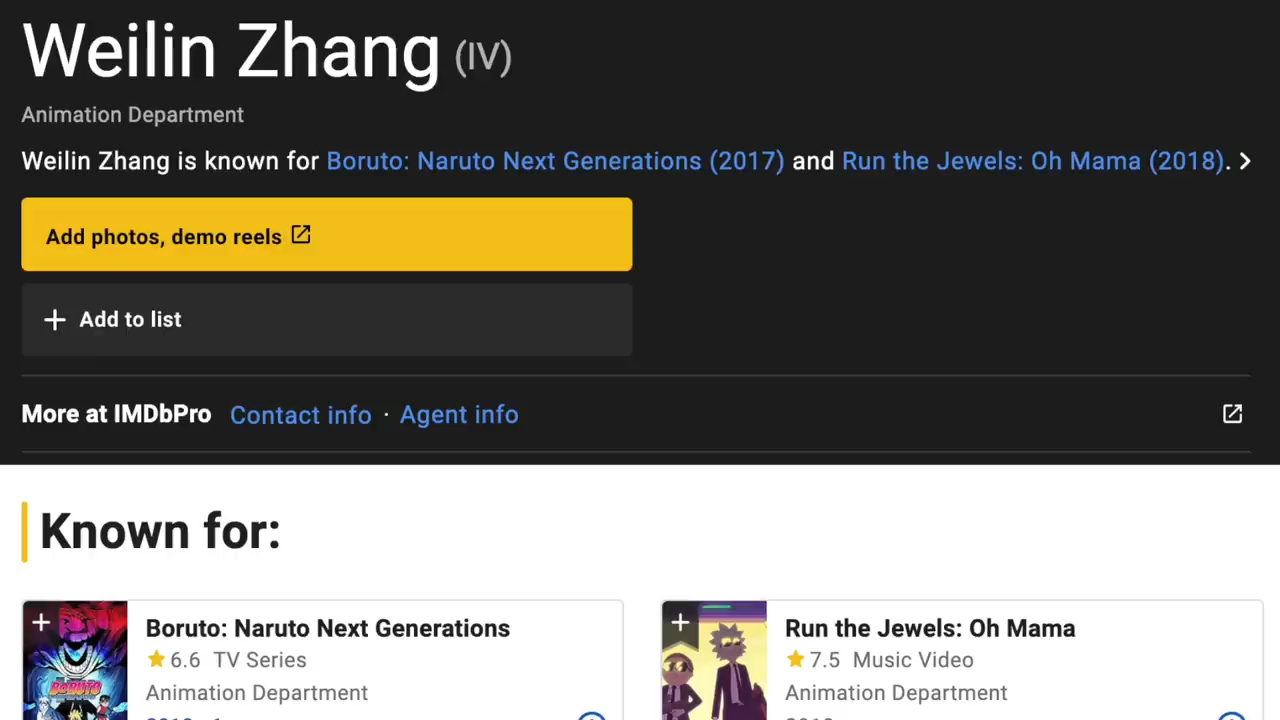 Weilin Zhang (IV)
Animation Department
Weilin Zhang is known for Boruto: Naruto Next Generations (2017) and Run the Jewels: Oh Mama (2018).
Add photos, demo reels
Add to list
More at IMDbPro Contact info · Agent info
Known for:
Boruto: Naruto Next Generations
6.6 TV Series
Animation Department
BORUTO
Run the Jewels: Oh Mama
7.5 Music Video
Animation Department